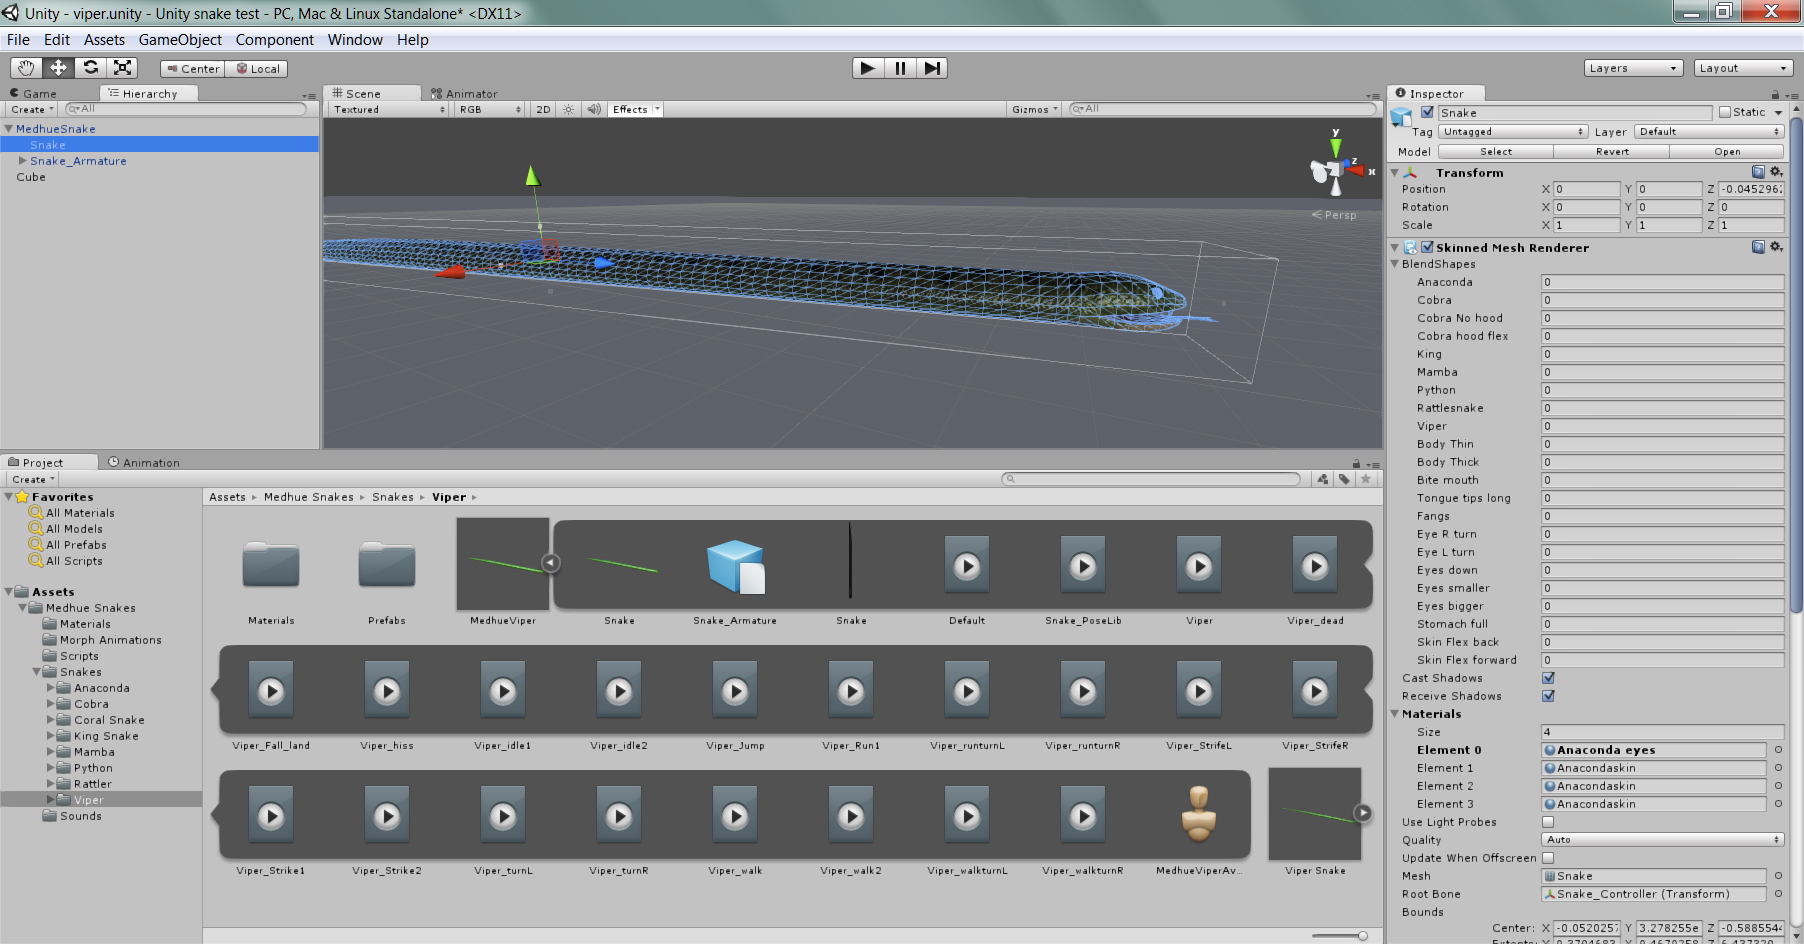 Unity - viper.unity - Unity snake test - PC, Mac & Linux Standalone* <DX11>
File Edit Assets GameObject Component Window Help
Center Local Layers Layout
Game Hierarchy
Create All
MedhueSnake
Snake
Snake_Armature
Cube
Scene Animator
Textured RGB 2D Effects Gizmos All
y
z
x
Persp
Inspector
Snake Static
Tag Untagged Layer Default
Model Select Revert Open
Transform
Position X 0 Y 0 Z -0.045296
Rotation X 0 Y 0 Z 0
Scale X 1 Y 1 Z 1
Skinned Mesh Renderer
BlendShapes
Anaconda 0
Cobra 0
Cobra No hood 0
Cobra hood flex 0
King 0
Mamba 0
Python 0
Rattlesnake 0
Viper 0
Body Thin 0
Body Thick 0
Bite mouth 0
Tongue tips long 0
Fangs 0
Eye R turn 0
Eye L turn 0
Eyes down 0
Eyes smaller 0
Eyes bigger 0
Stomach full 0
Skin Flex back 0
Skin Flex forward 0
Cast Shadows
Receive Shadows
Materials
Size 4
Element 0 Anaconda eyes
Element 1 Anacondaskin
Element 2 Anacondaskin
Element 3 Anacondaskin
Use Light Probes
Quality Auto
Update When Offscreen
Mesh Snake
Root Bone Snake_Controller (Transform)
Bounds
Center: X -0.052025 Y 3.278255e Z -0.588554
Project Animation
Create
Favorites
All Materials
All Models
All Prefabs
All Scripts
Assets
Medhue Snakes
Materials
Morph Animations
Scripts
Snakes
Anaconda
Cobra
Coral Snake
King Snake
Mamba
Python
Rattler
Viper
Sounds
Assets Medhue Snakes Snakes Viper
Materials Prefabs MedhueViper Snake Snake_Armature Snake Default Snake_PoseLib Viper Viper_dead
Viper_Fall_land Viper_hiss Viper_idle1 Viper_idle2 Viper_Jump Viper_Run1 Viper_runturnL Viper_runturnR Viper_StrifeL Viper_StrifeR
Viper_Strike1 Viper_Strike2 Viper_turnL Viper_turnR Viper_walk Viper_walk2 Viper_walkturnL Viper_walkturnR MedhueViperAv... Viper Snake